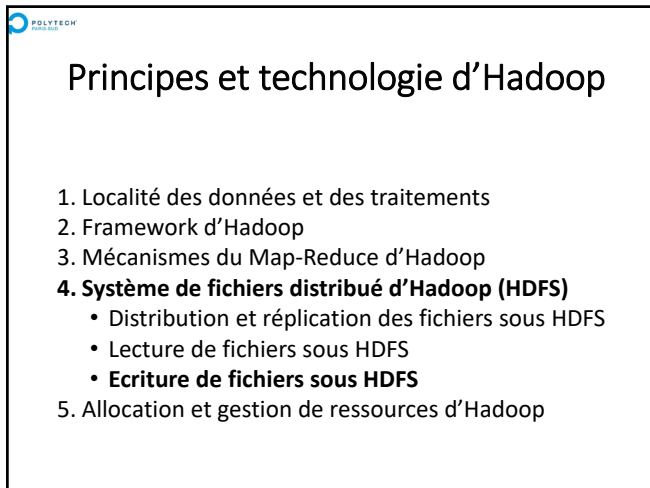 POLYTECH'
PARIS-SUD
Principes et technologie d’Hadoop
1. Localité des données et des traitements
2. Framework d’Hadoop
3. Mécanismes du Map-Reduce d’Hadoop
4. Système de fichiers distribué d’Hadoop (HDFS)
• Distribution et réplication des fichiers sous HDFS
• Lecture de fichiers sous HDFS
• Ecriture de fichiers sous HDFS
5. Allocation et gestion de ressources d’Hadoop